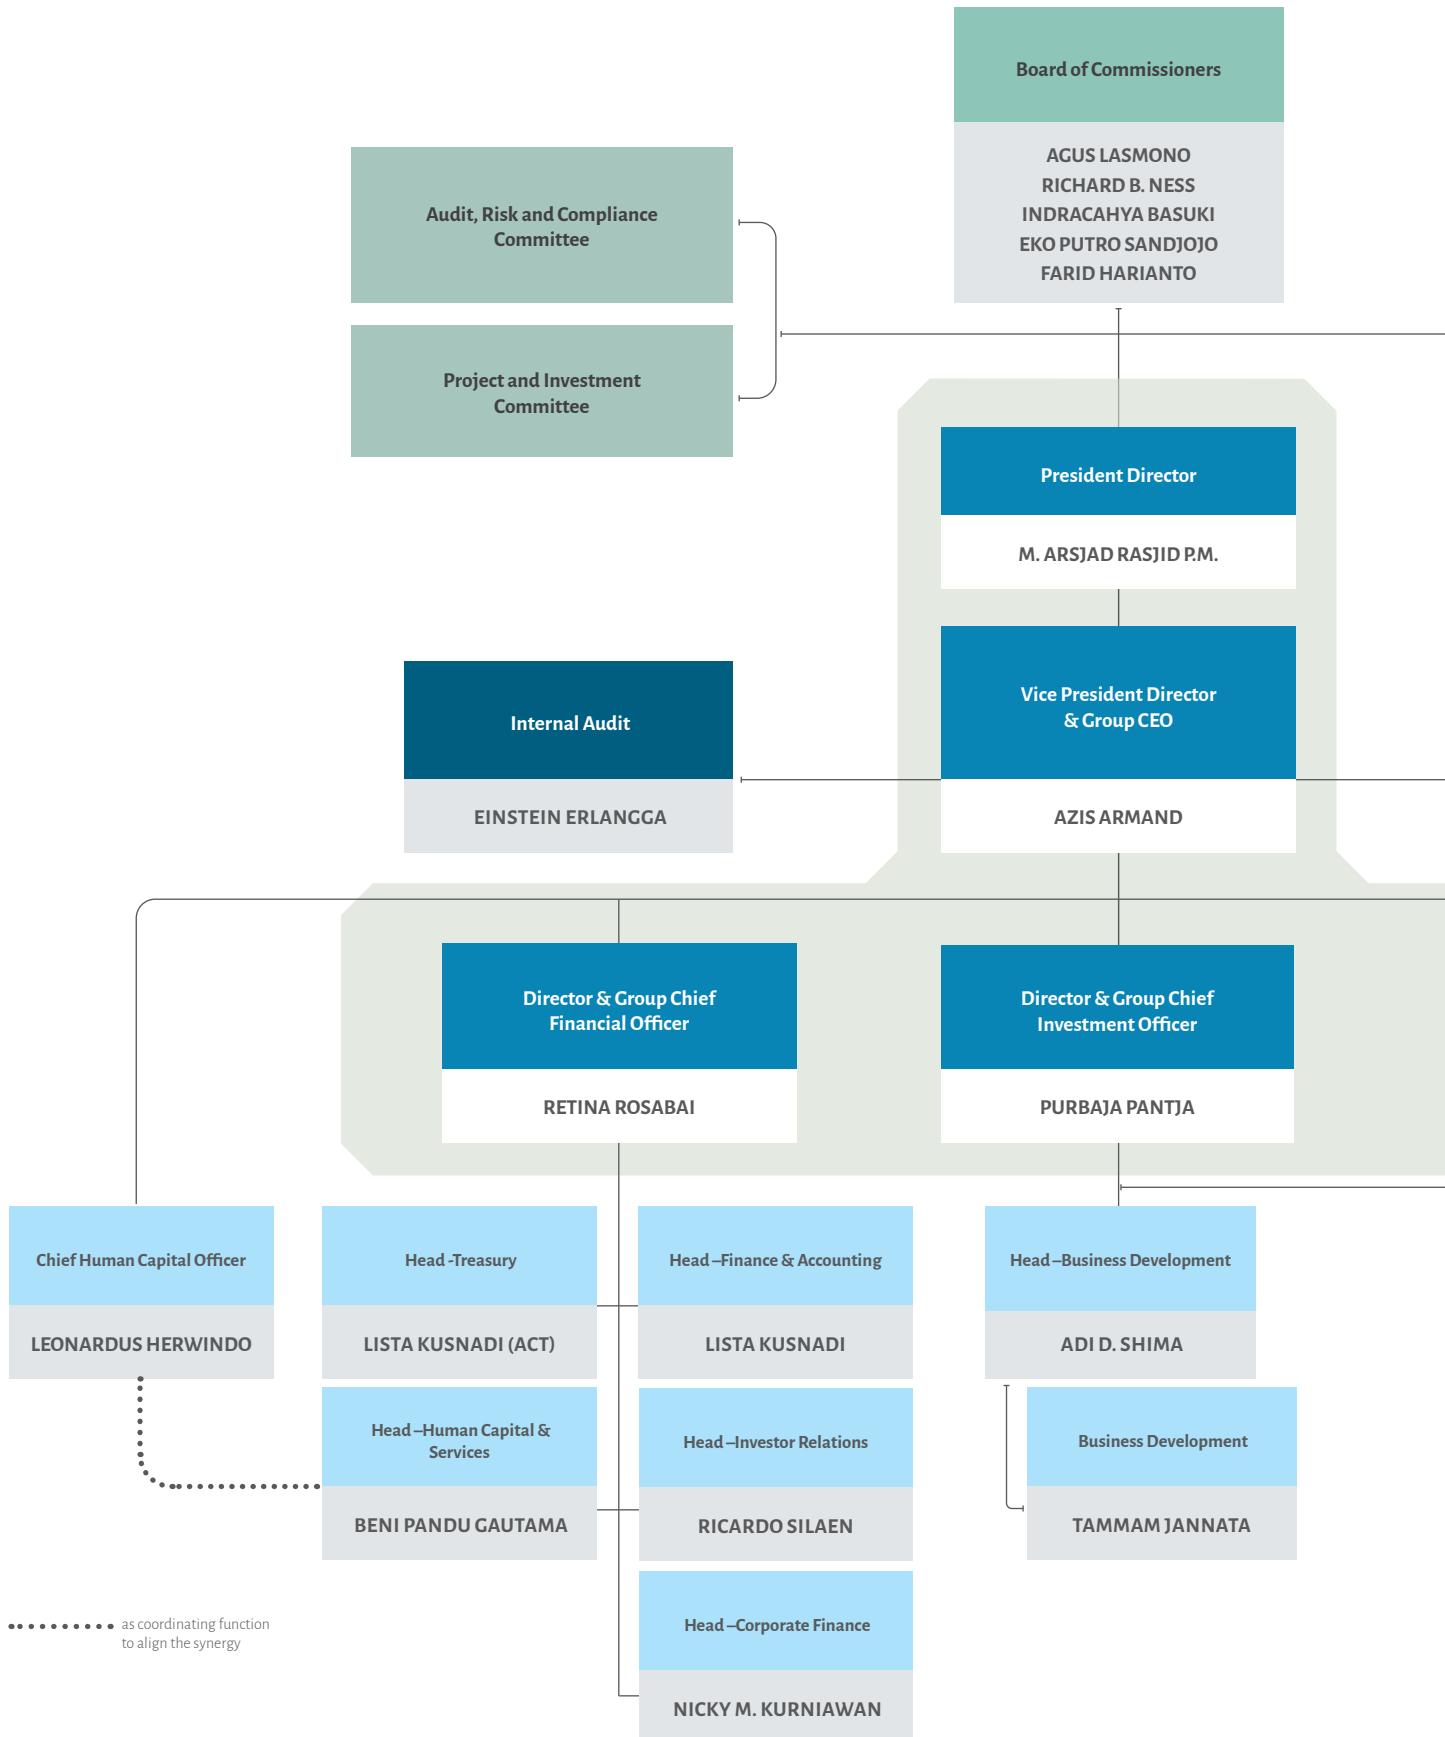 Board of Commissioners
AGUS LASMONO
RICHARD B. NESS
INDRACAHYA BASUKI
EKO PUTRO SANDJOJO
FARID HARIANTO
Audit, Risk and Compliance
Committee
Project and Investment
Committee
President Director
M. ARSJAD RASJID P.M.
Vice President Director
& Group CEO
AZIS ARMAND
Internal Audit
EINSTEIN ERLANGGA
Director & Group Chief
Financial Officer
RETINA ROSABAI
Director & Group Chief
Investment Officer
PURBAJA PANTJA
Chief Human Capital Officer
LEONARDUS HERWINDO
Head -Treasury
LISTA KUSNADI (ACT)
Head –Finance & Accounting
LISTA KUSNADI
Head –Business Development
ADI D. SHIMA
Head –Human Capital &
Services
BENI PANDU GAUTAMA
Head –Investor Relations
RICARDO SILAEN
Business Development
TAMMAM JANNATA
Head –Corporate Finance
NICKY M. KURNIAWAN
as coordinating function
to align the synergy